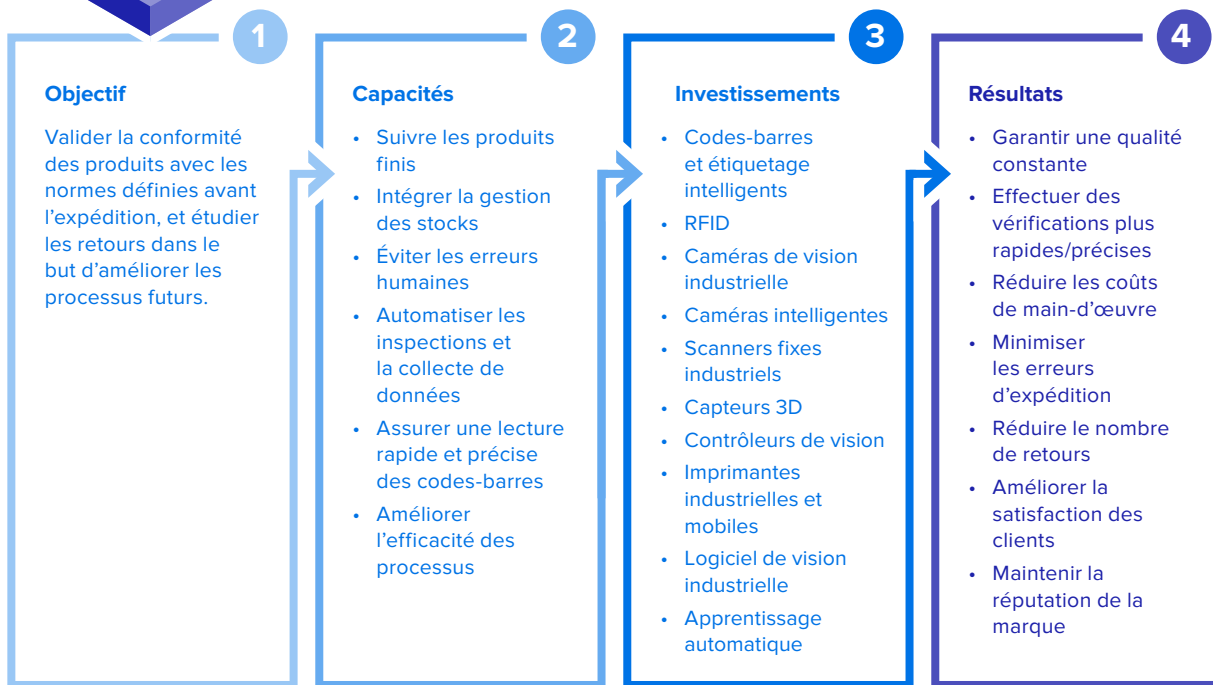 1
Objectif
Valider la conformité
des produits avec les
normes définies avant
l’expédition, et étudier
les retours dans le
but d’améliorer les
processus futurs.
2
Capacités
• Suivre les produits
finis
• Intégrer la gestion
des stocks
• Éviter les erreurs
humaines
• Automatiser les
inspections et
la collecte de
données
• Assurer une lecture
rapide et précise
des codes-barres
• Améliorer
l’efficacité des
processus
3
Investissements
• Codes-barres
et étiquetage
intelligents
• RFID
• Caméras de vision
industrielle
• Caméras intelligentes
• Scanners fixes
industriels
• Capteurs 3D
• Contrôleurs de vision
• Imprimantes
industrielles et
mobiles
• Logiciel de vision
industrielle
• Apprentissage
automatique
4
Résultats
• Garantir une qualité
constante
• Effectuer des
vérifications plus
rapides/précises
• Réduire les coûts
de main-d’œuvre
• Minimiser
les erreurs
d’expédition
• Réduire le nombre
de retours
• Améliorer la
satisfaction des
clients
• Maintenir la
réputation de la
marque